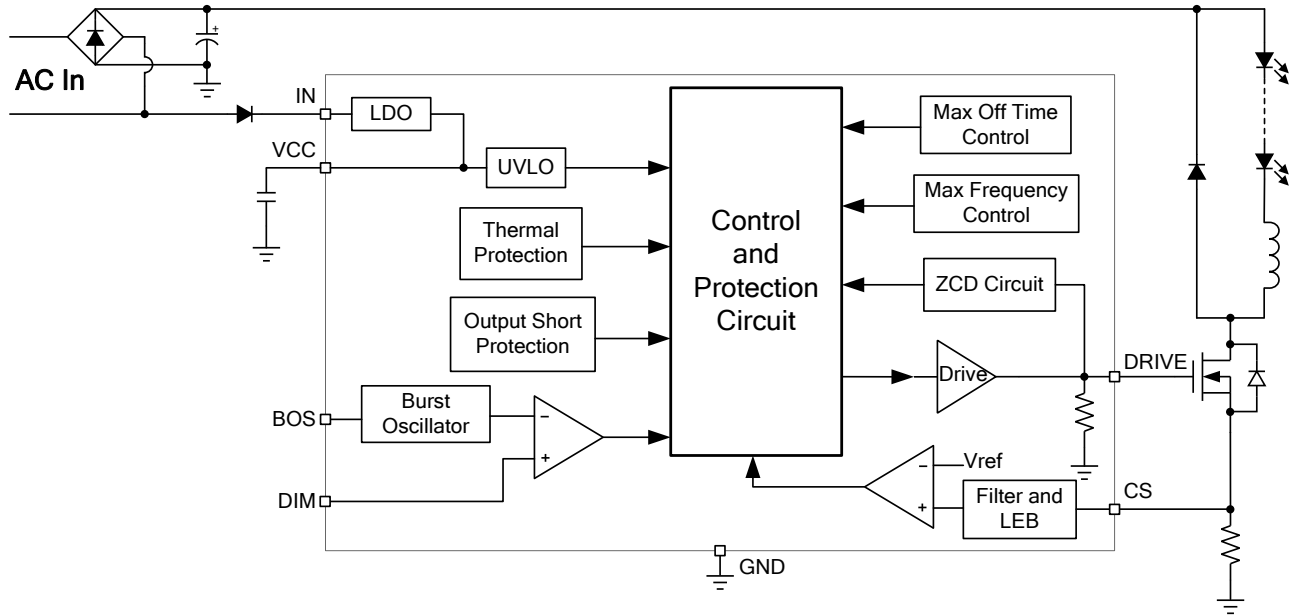 AC In
IN
LDO
VCC
UVLO
Thermal
Protection
Output Short
Protection
BOS
Burst
Oscillator
−
+
DIM
Control
and
Protection
Circuit
Max Off Time
Control
Max Frequency
Control
ZCD Circuit
Drive
DRIVE
−
Vref
+
Filter and
LEB
CS
GND
+